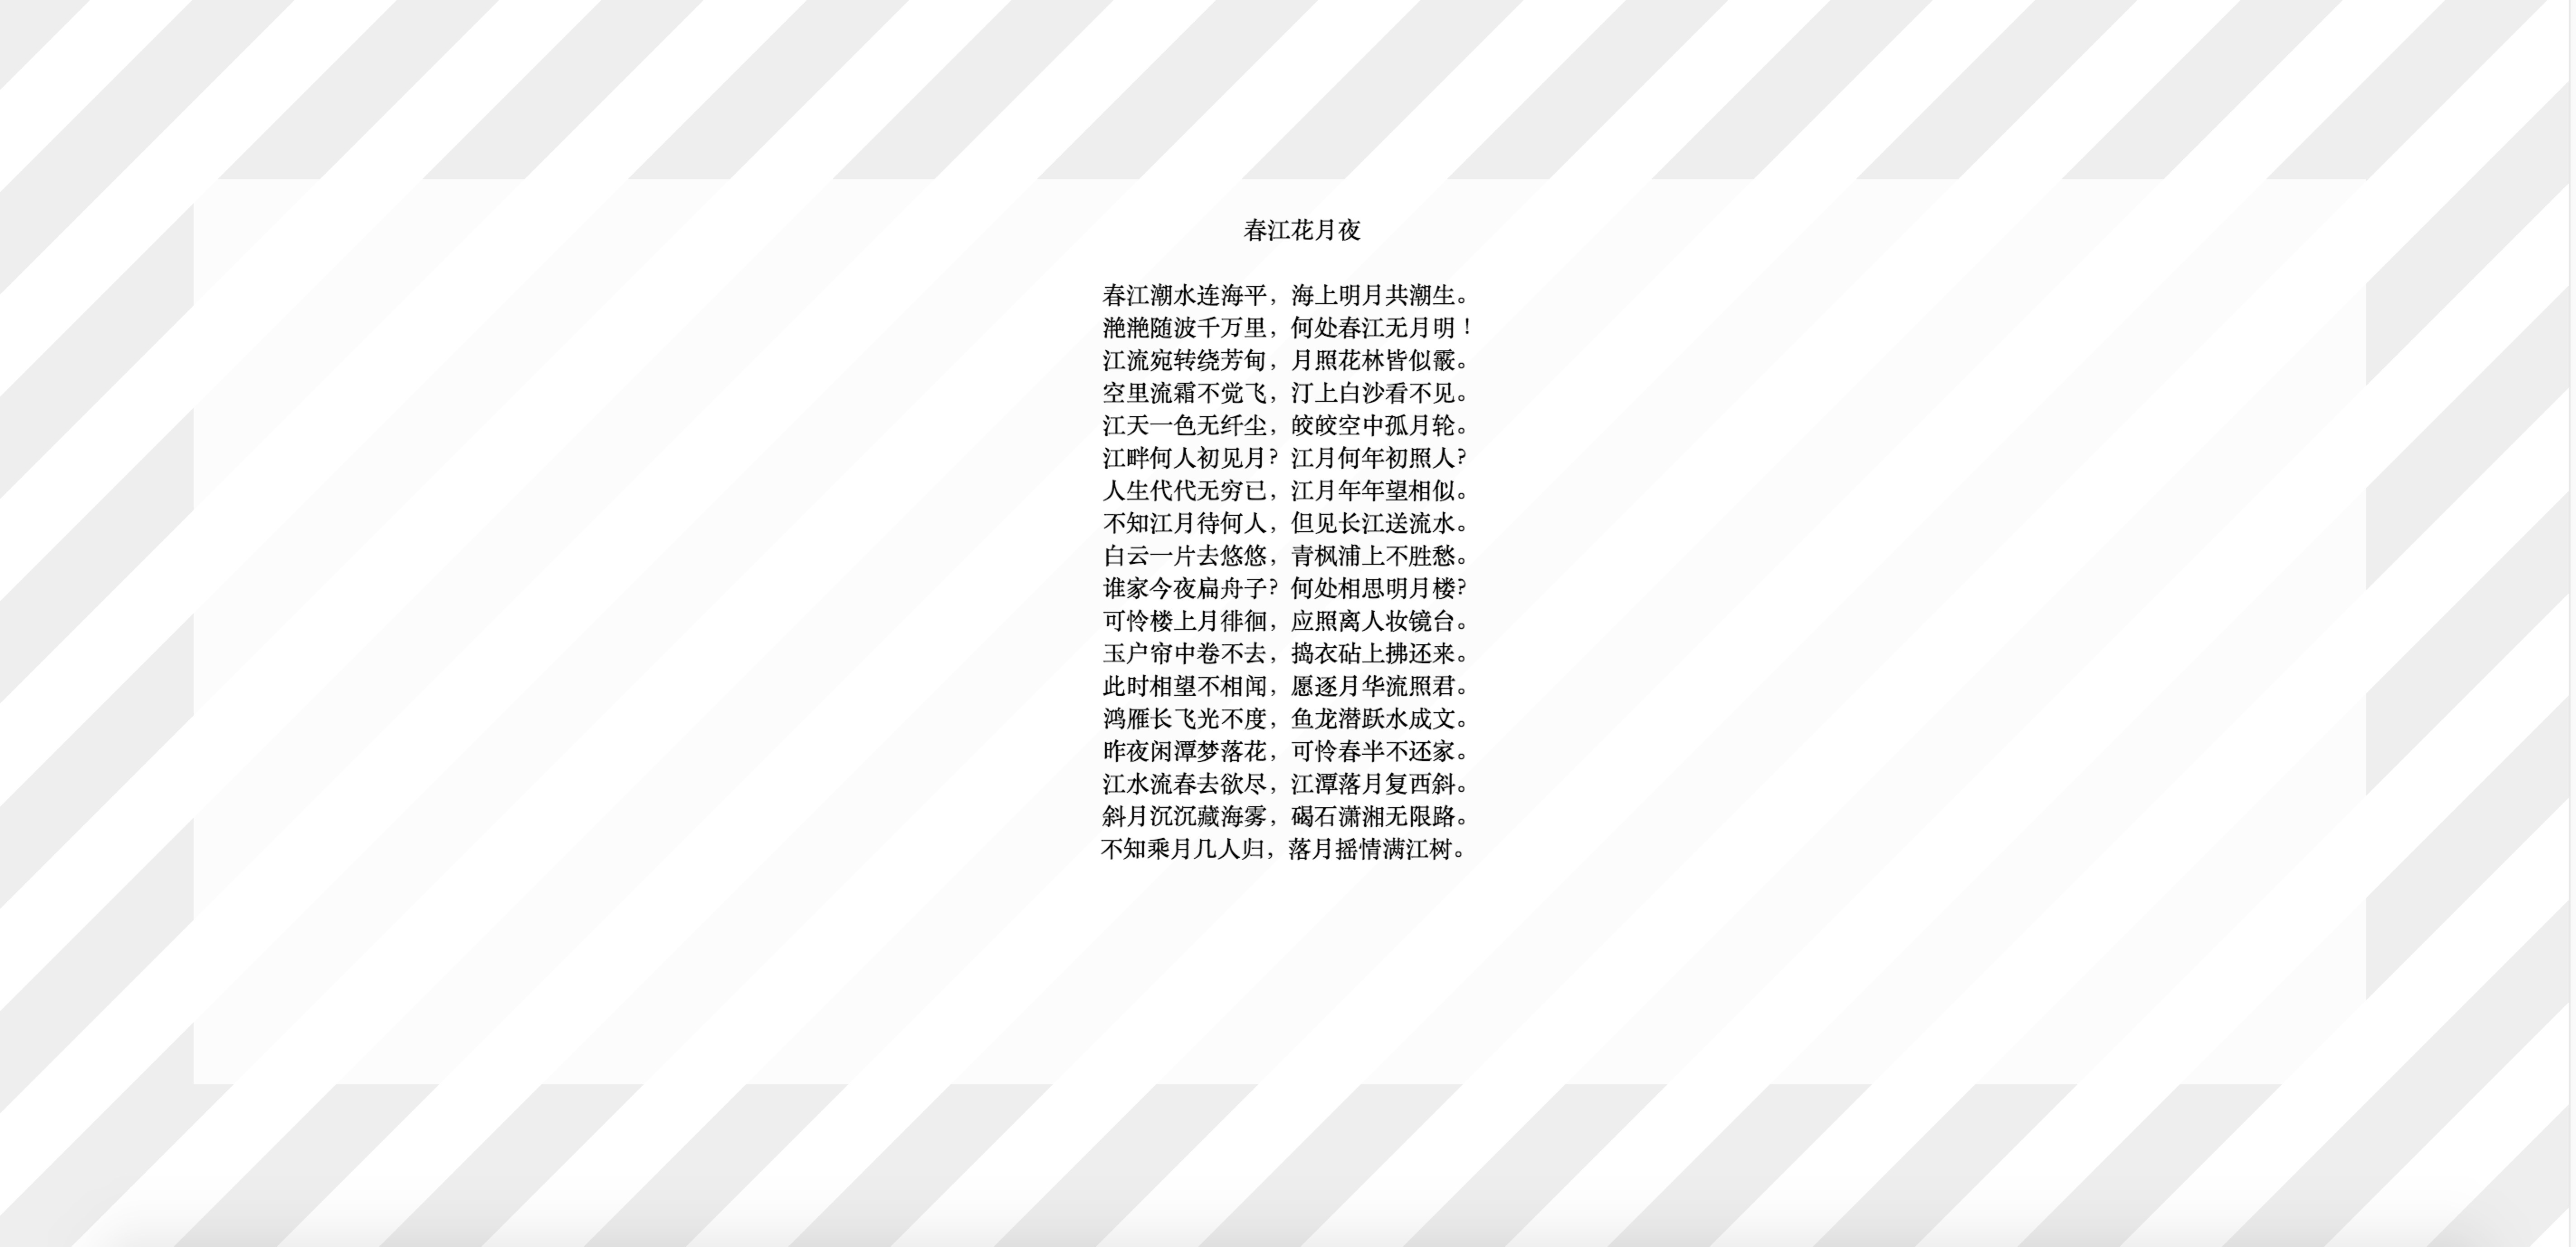 春江花月夜
春江潮水连海平，海上明月共潮生。
滟滟随波千万里，何处春江无月明！
江流宛转绕芳甸，月照花林皆似霰。
空里流霜不觉飞，汀上白沙看不见。
江天一色无纤尘，皎皎空中孤月轮。
江畔何人初见月？江月何年初照人？
人生代代无穷已，江月年年望相似。
不知江月待何人，但见长江送流水。
白云一片去悠悠，青枫浦上不胜愁。
谁家今夜扁舟子？何处相思明月楼？
可怜楼上月徘徊，应照离人妆镜台。
玉户帘中卷不去，捣衣砧上拂还来。
此时相望不相闻，愿逐月华流照君。
鸿雁长飞光不度，鱼龙潜跃水成文。
昨夜闲潭梦落花，可怜春半不还家。
江水流春去欲尽，江潭落月复西斜。
斜月沉沉藏海雾，碣石潇湘无限路。
不知乘月几人归，落月摇情满江树。